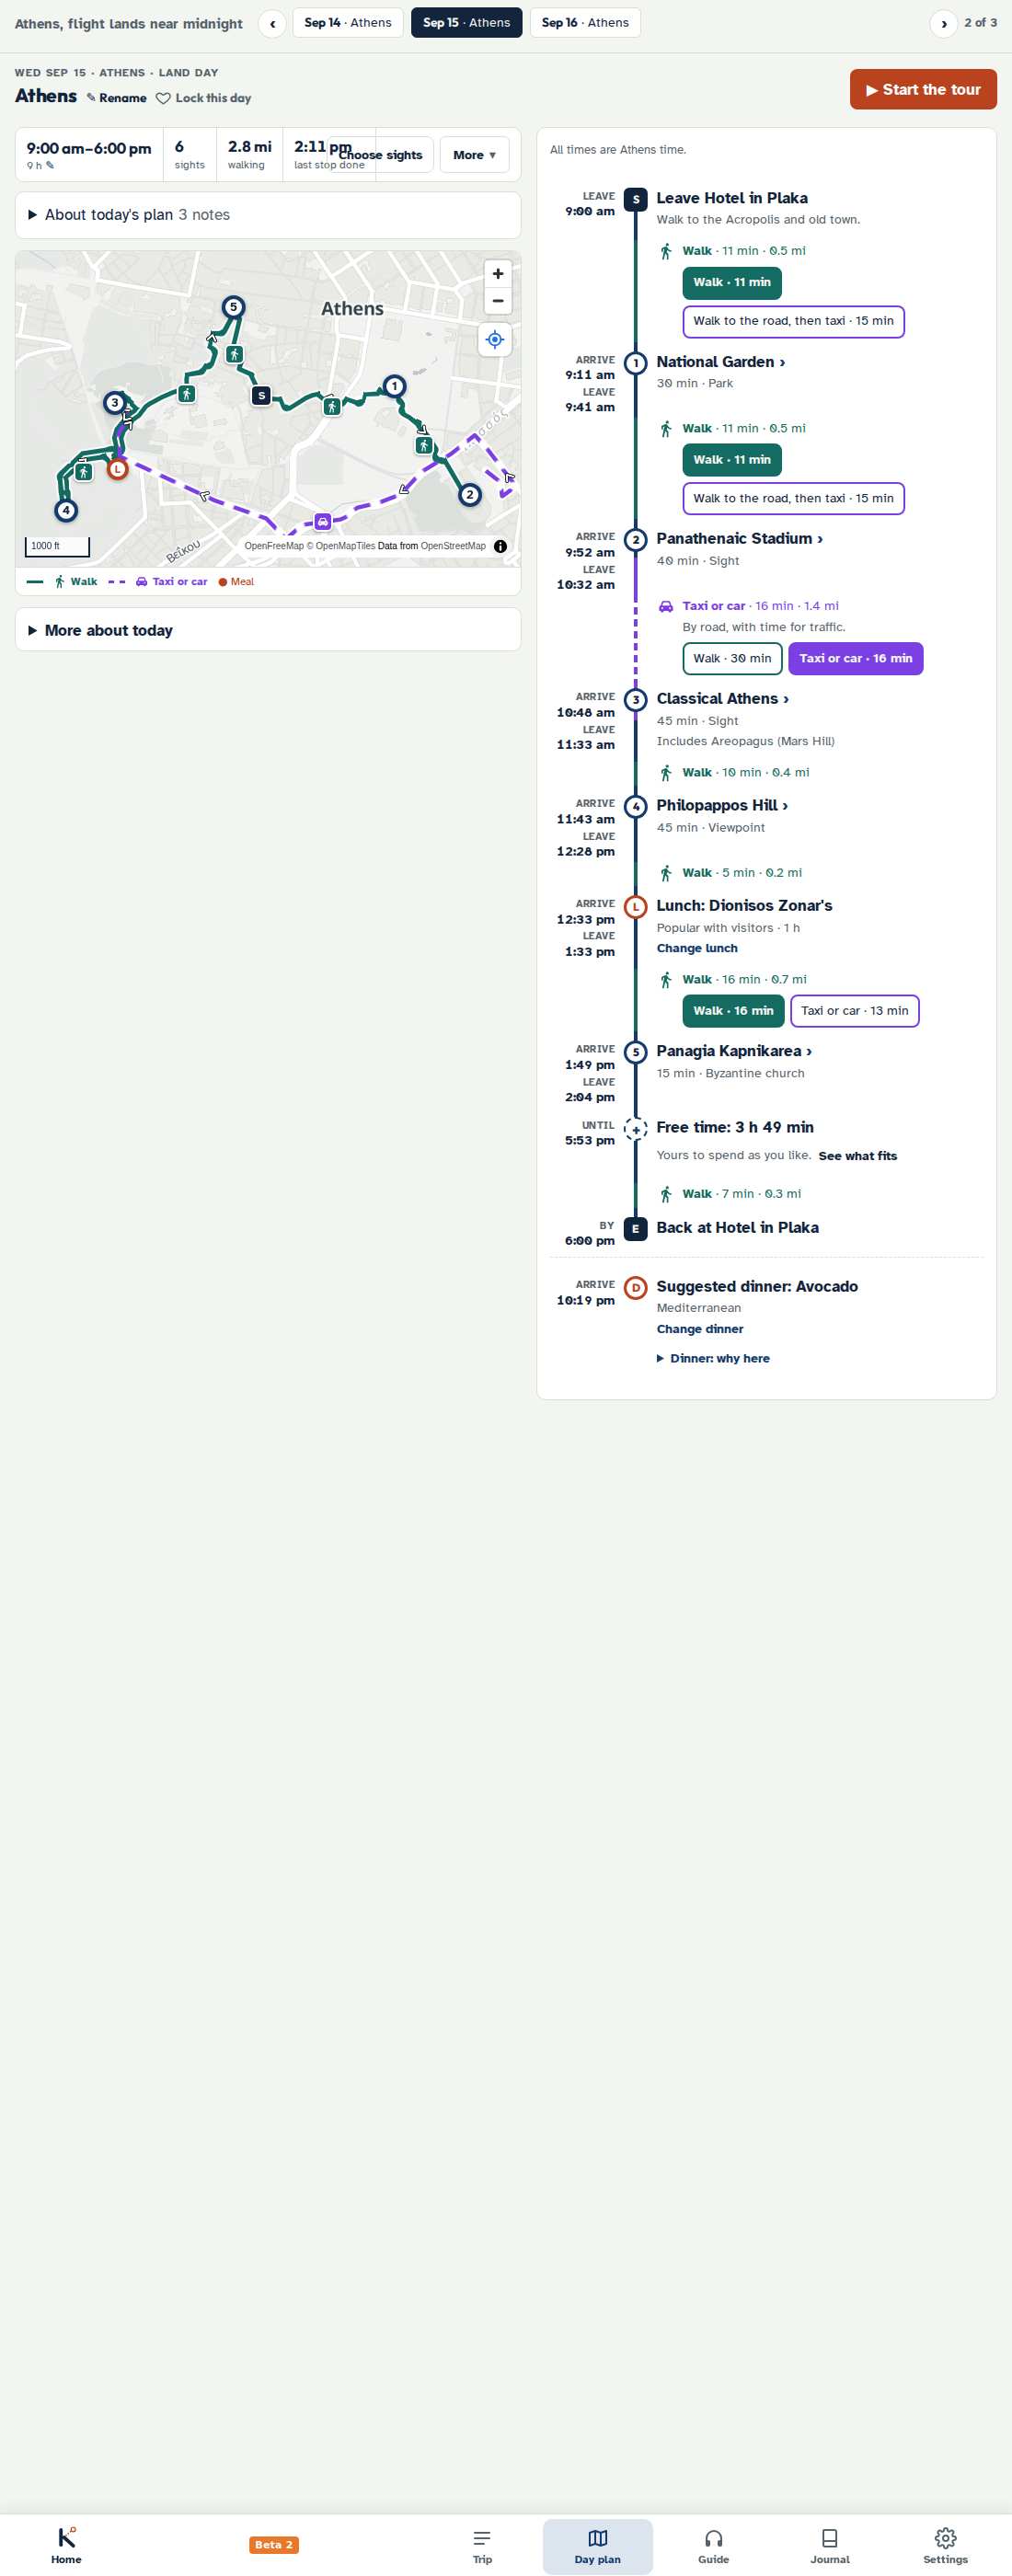 Athens, flight lands near midnight
‹
Sep 14 · Athens
Sep 15 · Athens
Sep 16 · Athens
›
2 of 3
WED SEP 15 · ATHENS · LAND DAY
Athens ✎ Rename Lock this day
▶ Start the tour
9:00 am–6:00 pm
9 h ✎
6
sights
2.8 mi
walking
2:11 pm
last stop done
Choose sights
More ▾
▶ About today's plan 3 notes
Athens
5
1
S
3
L
2
4
Βεΐκου
+
−
1000 ft
OpenFreeMap © OpenMapTiles Data from OpenStreetMap
Walk
Taxi or car
Meal
▶ More about today
All times are Athens time.
LEAVE
9:00 am
S
Leave Hotel in Plaka
Walk to the Acropolis and old town.
Walk · 11 min · 0.5 mi
Walk · 11 min
Walk to the road, then taxi · 15 min
ARRIVE
9:11 am
LEAVE
9:41 am
1
National Garden ›
30 min · Park
Walk · 11 min · 0.5 mi
Walk · 11 min
Walk to the road, then taxi · 15 min
ARRIVE
9:52 am
LEAVE
10:32 am
2
Panathenaic Stadium ›
40 min · Sight
Taxi or car · 16 min · 1.4 mi
By road, with time for traffic.
Walk · 30 min
Taxi or car · 16 min
ARRIVE
10:48 am
LEAVE
11:33 am
3
Classical Athens ›
45 min · Sight
Includes Areopagus (Mars Hill)
Walk · 10 min · 0.4 mi
ARRIVE
11:43 am
LEAVE
12:28 pm
4
Philopappos Hill ›
45 min · Viewpoint
Walk · 5 min · 0.2 mi
ARRIVE
12:33 pm
LEAVE
1:33 pm
L
Lunch: Dionisos Zonar's
Popular with visitors · 1 h
Change lunch
Walk · 16 min · 0.7 mi
Walk · 16 min
Taxi or car · 13 min
ARRIVE
1:49 pm
LEAVE
2:04 pm
5
Panagia Kapnikarea ›
15 min · Byzantine church
UNTIL
5:53 pm
+
Free time: 3 h 49 min
Yours to spend as you like. See what fits
Walk · 7 min · 0.3 mi
BY
6:00 pm
E
Back at Hotel in Plaka
ARRIVE
10:19 pm
D
Suggested dinner: Avocado
Mediterranean
Change dinner
▶ Dinner: why here
Home
Beta 2
Trip
Day plan
Guide
Journal
Settings